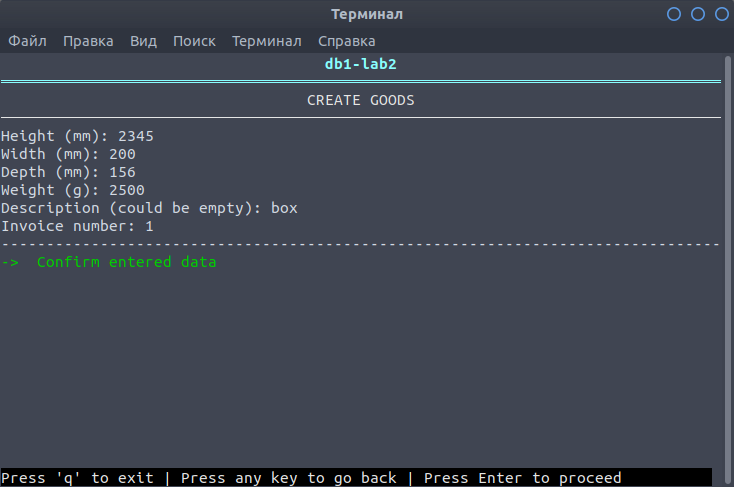 Терминал
Файл Правка Вид Поиск Терминал Справка
db1-lab2
CREATE GOODS
Height (mm): 2345
Width (mm): 200
Depth (mm): 156
Weight (g): 2500
Description (could be empty): box
Invoice number: 1
--------------------------------------------------------------------------------
->  Confirm entered data
Press 'q' to exit | Press any key to go back | Press Enter to proceed